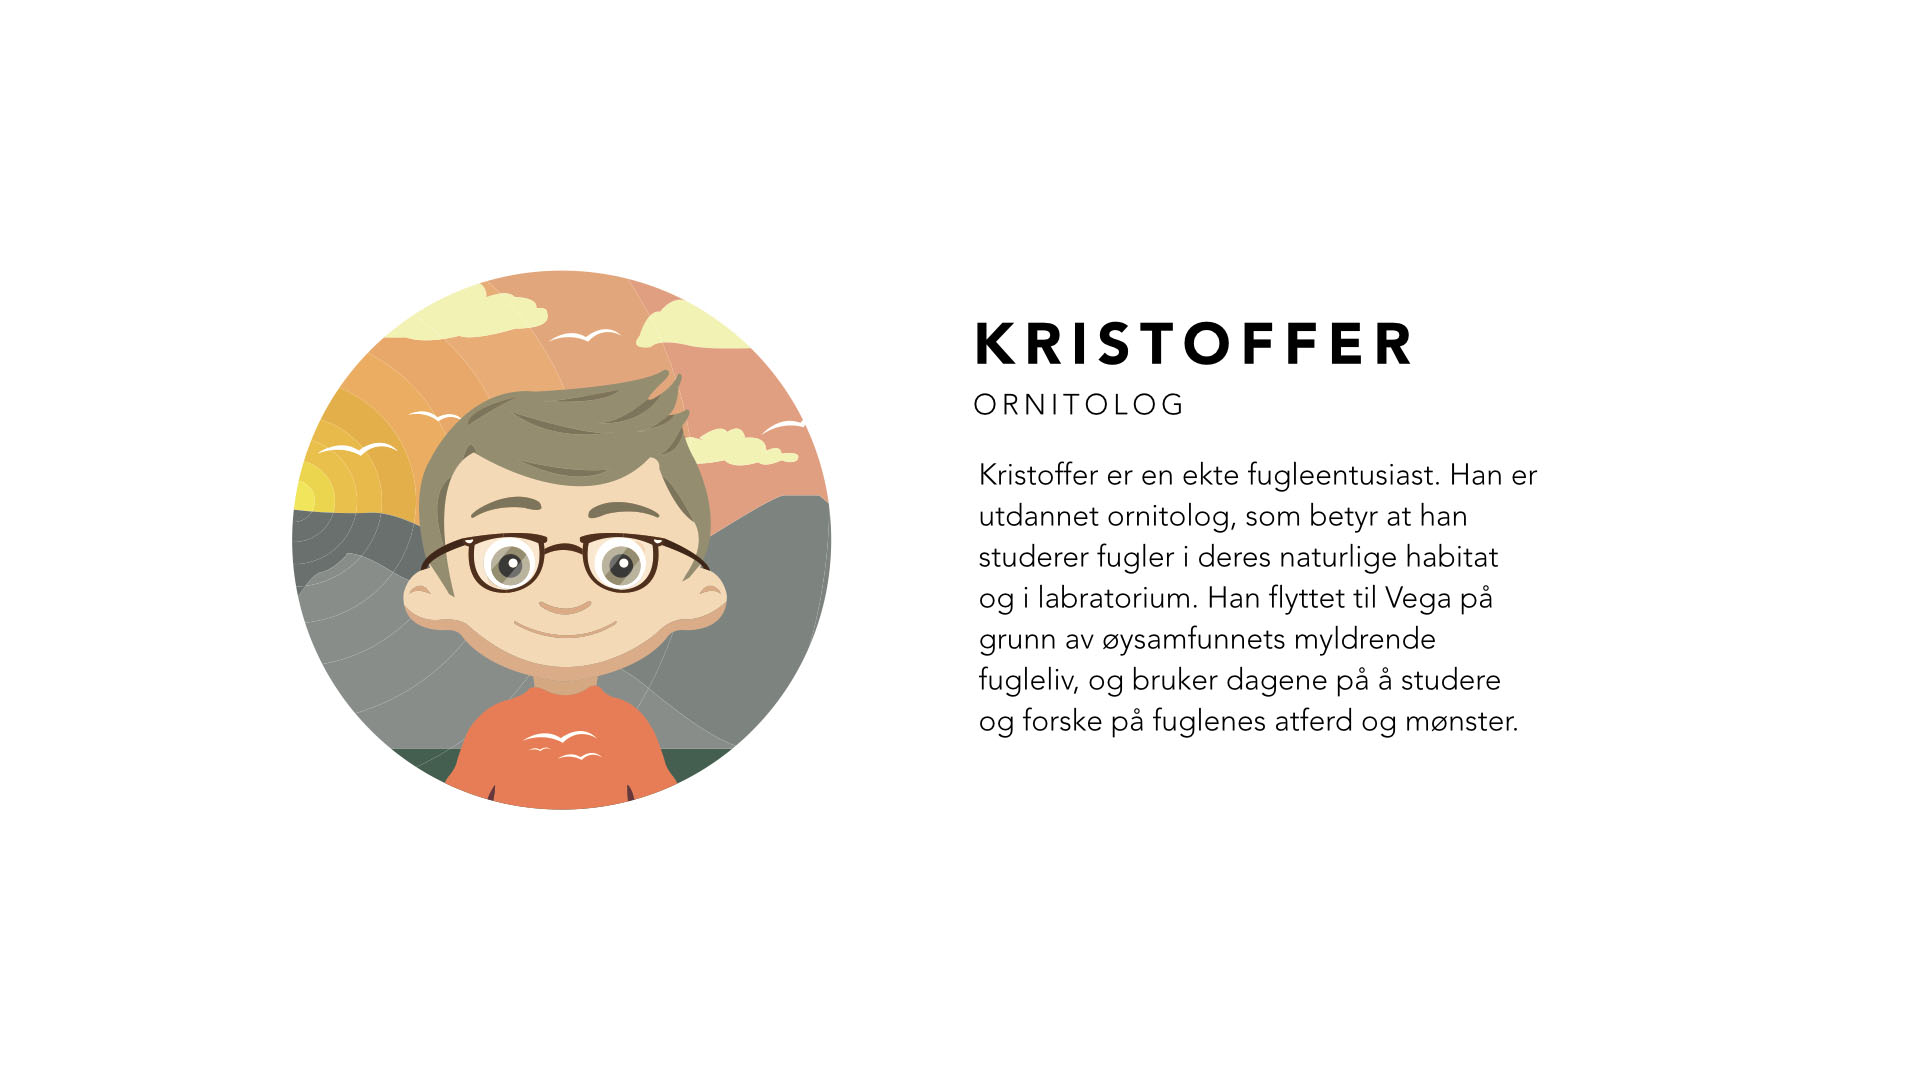 KRISTOFFER
ORNITOLOG
Kristoffer er en ekte fugleentusiast. Han er
utdannet ornitolog, som betyr at han
studerer fugler i deres naturlige habitat
og i labratorium. Han flyttet til Vega på
grunn av øysamfunnets myldrende
fugleliv, og bruker dagene på å studere
og forske på fuglenes atferd og mønster.